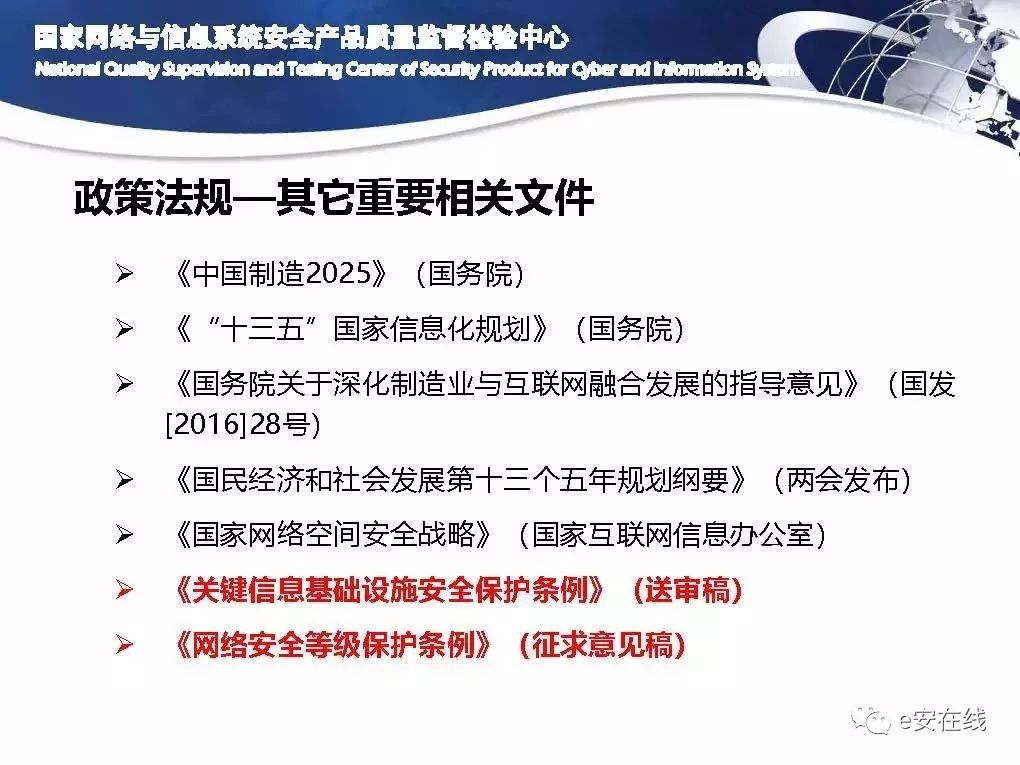 国家网络与信息系统安全产品质量监督检验中心
National Quality Supervision and Testing Center of Security Product for Cyber and Information System
政策法规—其它重要相关文件
《中国制造2025》（国务院）
《“十三五”国家信息化规划》（国务院）
《国务院关于深化制造业与互联网融合发展的指导意见》（国发
[2016]28号）
《国民经济和社会发展第十三个五年规划纲要》（两会发布）
《国家网络空间安全战略》（国家互联网信息办公室）
《关键信息基础设施安全保护条例》（送审稿）
《网络安全等级保护条例》（征求意见稿）
e安在线